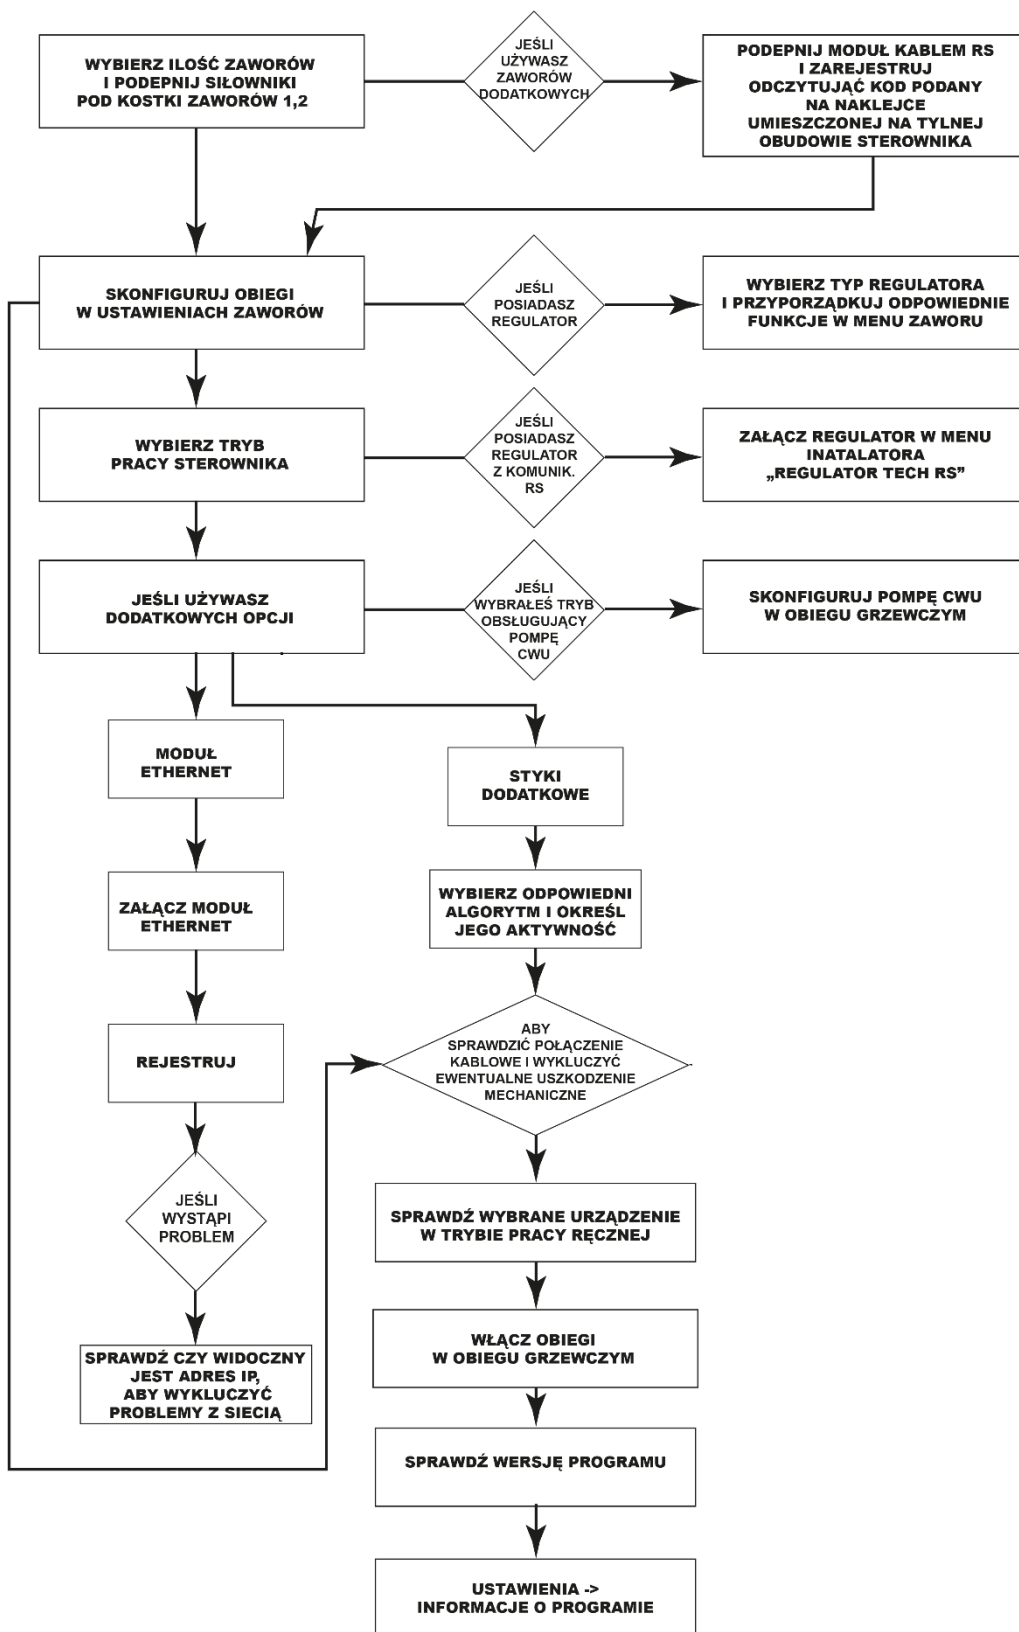 WYBIERZ ILOŚĆ ZAWORÓW
I PODEPNIJ SIŁOWNIKI
POD KOSTKI ZAWORÓW 1,2
JEŚLI
UŻYWASZ
ZAWORÓW
DODATKOWYCH
PODEPNIJ MODUŁ KABLEM RS
I ZAREJESTRUJ
ODCZYTUJĄĆ KOD PODANY
NA NAKLEJCE
UMIESZCZONEJ NA TYLNEJ
OBUDOWIE STEROWNIKA
SKONFIGURUJ OBIEGI
W USTAWIENIACH ZAWORÓW
JEŚLI
POSIADASZ
REGULATOR
WYBIERZ TYP REGULATORA
I PRZYPORZĄDKUJ ODPOWIEDNIE
FUNKCJE W MENU ZAWORU
WYBIERZ TRYB
PRACY STEROWNIKA
JEŚLI
POSIADASZ
REGULATOR
Z KOMUNIK.
RS
ZAŁĄCZ REGULATOR W MENU
INATALATORA
„REGULATOR TECH RS”
JEŚLI UŻYWASZ
DODATKOWYCH OPCJI
JEŚLI
WYBRAŁEŚ TRYB
OBSŁUGUJĄCY
POMPĘ
CWU
SKONFIGURUJ POMPĘ CWU
W OBIEGU GRZEWCZYM
MODUŁ
ETHERNET
STYKI
DODATKOWE
ZAŁĄCZ MODUŁ
ETHERNET
WYBIERZ ODPOWIEDNI
ALGORYTM I OKREŚL
JEGO AKTYWNOŚĆ
REJESTRUJ
ABY
SPRAWDZIĆ POŁĄCZENIE
KABLOWE I WYKLUCZYĆ
EWENTUALNE USZKODZENIE
MECHANICZNE
JEŚLI
WYSTĄPI
PROBLEM
SPRAWDŹ WYBRANE URZĄDZENIE
W TRYBIE PRACY RĘCZNEJ
SPRAWDŹ CZY WIDOCZNY
JEST ADRES IP,
ABY WYKLUCZYĆ
PROBLEMY Z SIECIĄ
WŁĄCZ OBIEGI
W OBIEGU GRZEWCZYM
SPRAWDŹ WERSJĘ PROGRAMU
USTAWIENIA ->
INFORMACJE O PROGRAMIE